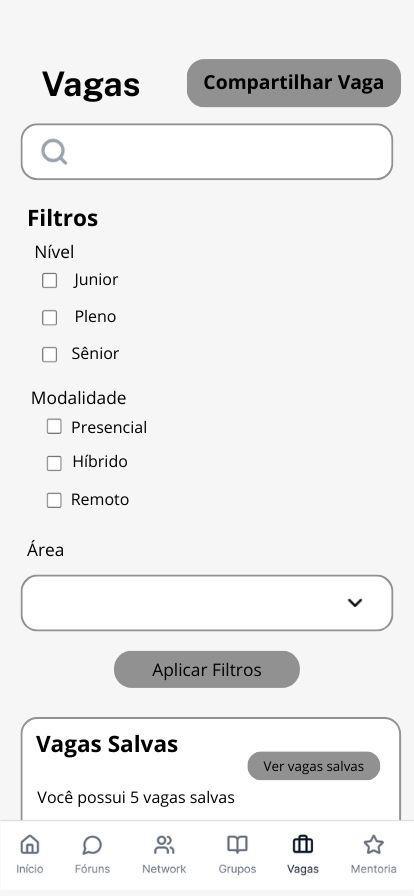 Vagas
Compartilhar Vaga
Filtros
Nível
Junior
Pleno
Sênior
Modalidade
Presencial
Híbrido
Remoto
Área
Aplicar Filtros
Vagas Salvas
Ver vagas salvas
Você possui 5 vagas salvas
Início
Fóruns
Network
Grupos
Vagas
Mentoria